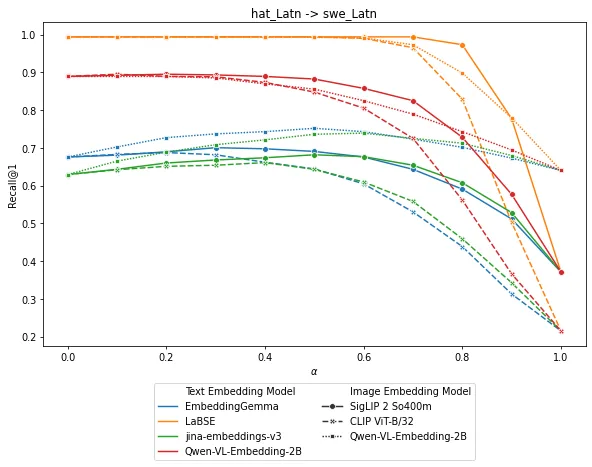 hat_Latn -> swe_Latn
1.0
0.9
0.8
0.7
0.6
0.5
0.4
0.3
0.2
Recall@1
0.0 0.2 0.4 0.6 0.8 1.0
α
Text Embedding Model Image Embedding Model
EmbeddingGemma SigLIP 2 So400m
LaBSE CLIP ViT-B/32
jina-embeddings-v3 Qwen-VL-Embedding-2B
Qwen-VL-Embedding-2B